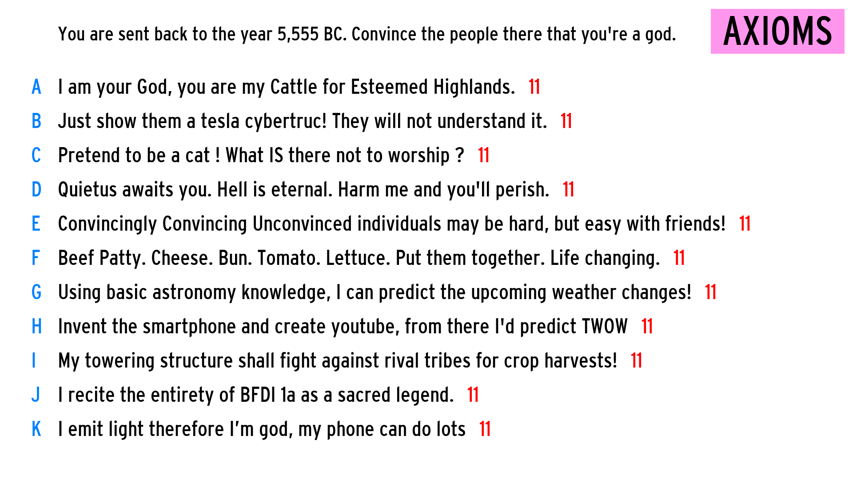 You are sent back to the year 5,555 BC. Convince the people there that you're a god. AXIOMS
A I am your God, you are my Cattle for Esteemed Highlands. 11
B Just show them a tesla cybertruc! They will not understand it. 11
C Pretend to be a cat ! What IS there not to worship ? 11
D Quietus awaits you. Hell is eternal. Harm me and you'll perish. 11
E Convincingly Convincing Unconvinced individuals may be hard, but easy with friends! 11
F Beef Patty. Cheese. Bun. Tomato. Lettuce. Put them together. Life changing. 11
G Using basic astronomy knowledge, I can predict the upcoming weather changes! 11
H Invent the smartphone and create youtube, from there I'd predict TWOW 11
I My towering structure shall fight against rival tribes for crop harvests! 11
J I recite the entirety of BFDI 1a as a sacred legend. 11
K I emit light therefore I’m god, my phone can do lots 11